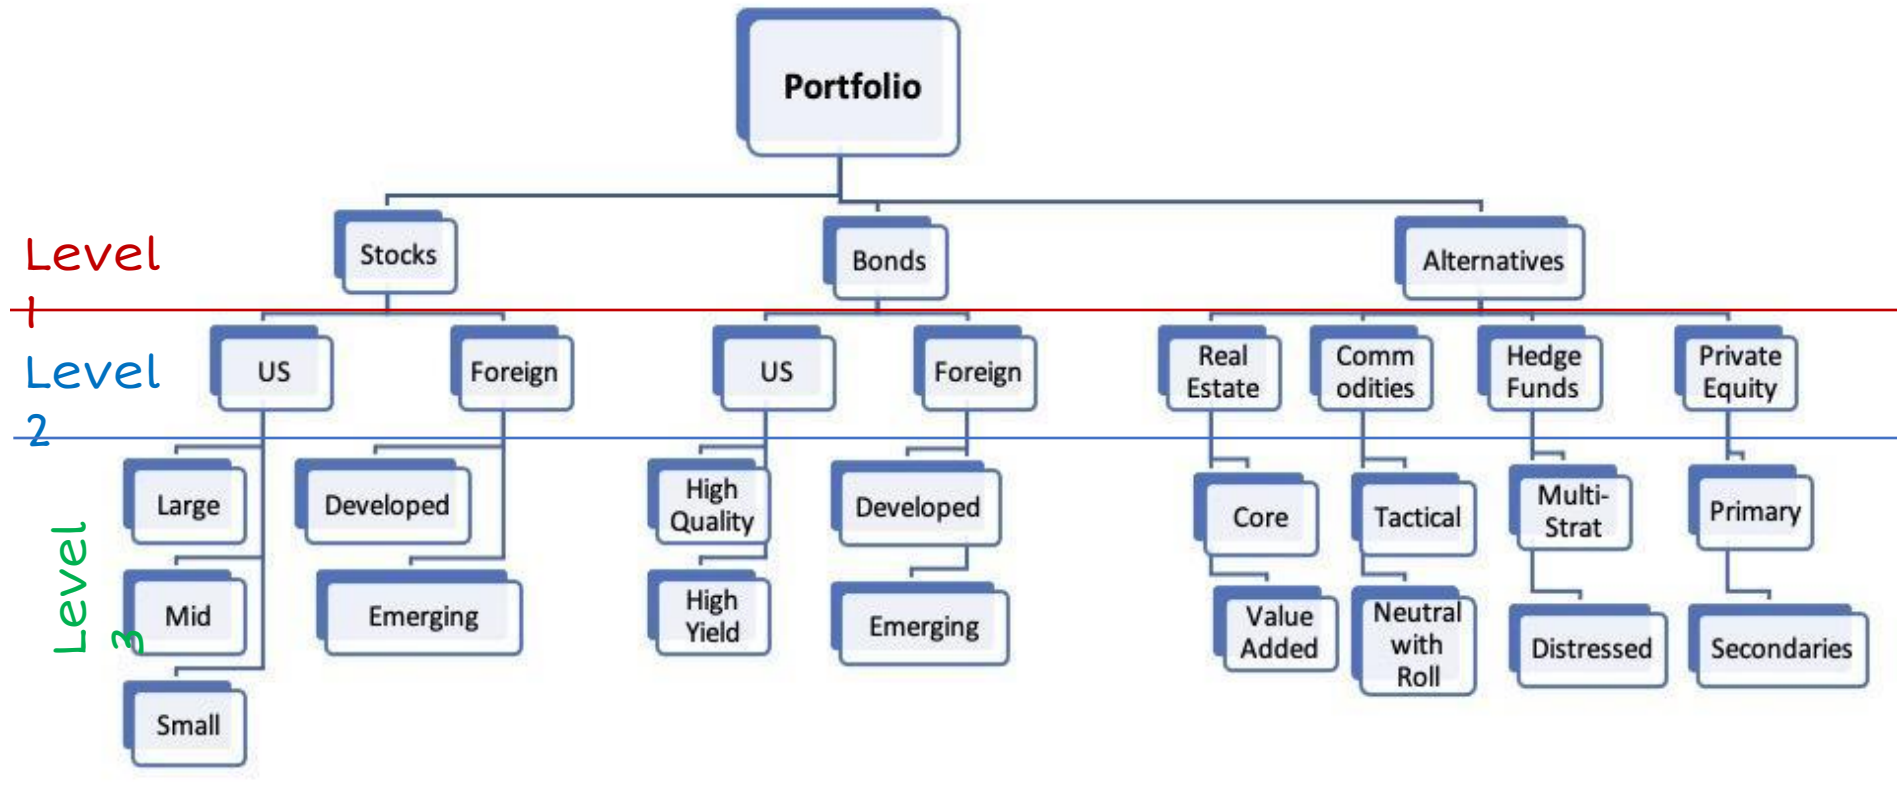 Portfolio
Level
1
Stocks
Bonds
Alternatives
Level
2
US
Foreign
US
Foreign
Real
Estate
Comm
odities
Hedge
Funds
Private
Equity
Level
3
Large
Developed
High
Quality
Developed
Core
Tactical
Multi-
Strat
Primary
Mid
Emerging
High
Yield
Emerging
Value
Added
Neutral
with
Roll
Distressed
Secondaries
Small